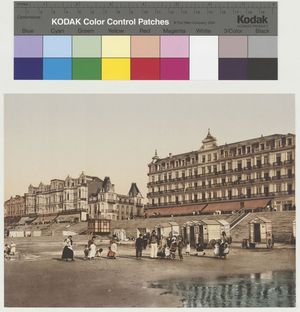 KODAK Color Control Patches
Kodak
Blue Cyan Green Yellow Red Magenta White 3/Color Black